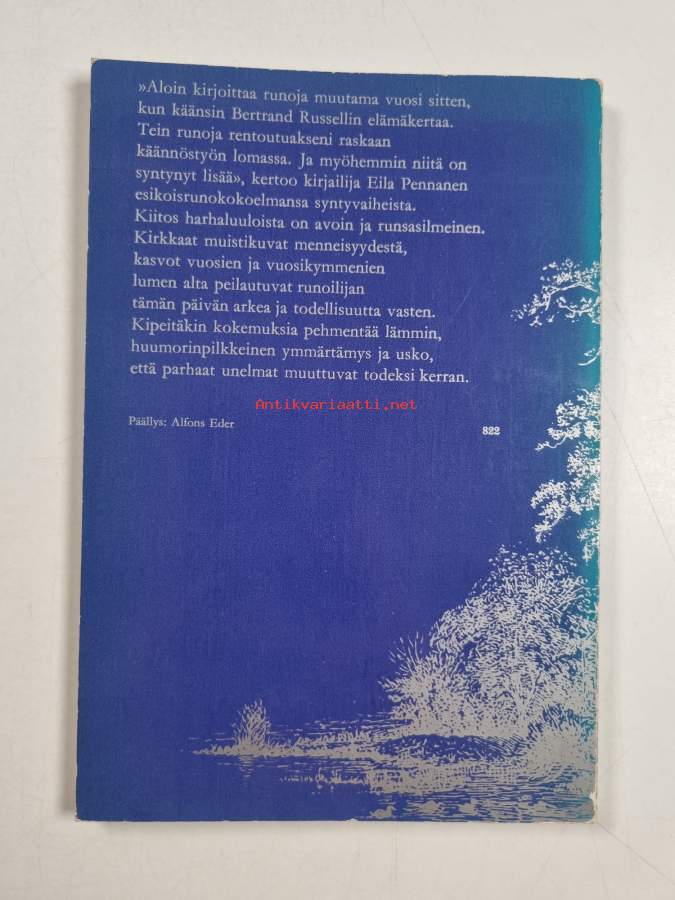 »Aloin kirjoittaa runoja muutama vuosi sitten,
kun käänsin Bertrand Russellin elämäkertaa.
Tein runoja rentoutuakseni raskaan
käännöstyön lomassa. Ja myöhemmin niitä on
syntynyt lisää», kertoo kirjailija Eila Pennanen
esikoisrunokokoelmansa syntyvaiheista.
Kiitos harhaluuloista on avoin ja runsasilmeinen.
Kirkkaat muistikuvat menneisyydestä,
kasvot vuosien ja vuosikymmenien
lumen alta peilautuvat runoilijan
tämän päivän arkea ja todellisuutta vasten.
Kipeitäkin kokemuksia pehmentää lämmin,
huumorinpilkkeinen ymmärtämys ja usko,
että parhaat unelmat muuttuvat todeksi kerran.
Antikvariaatti.net
Päällys: Alfons Eder 822